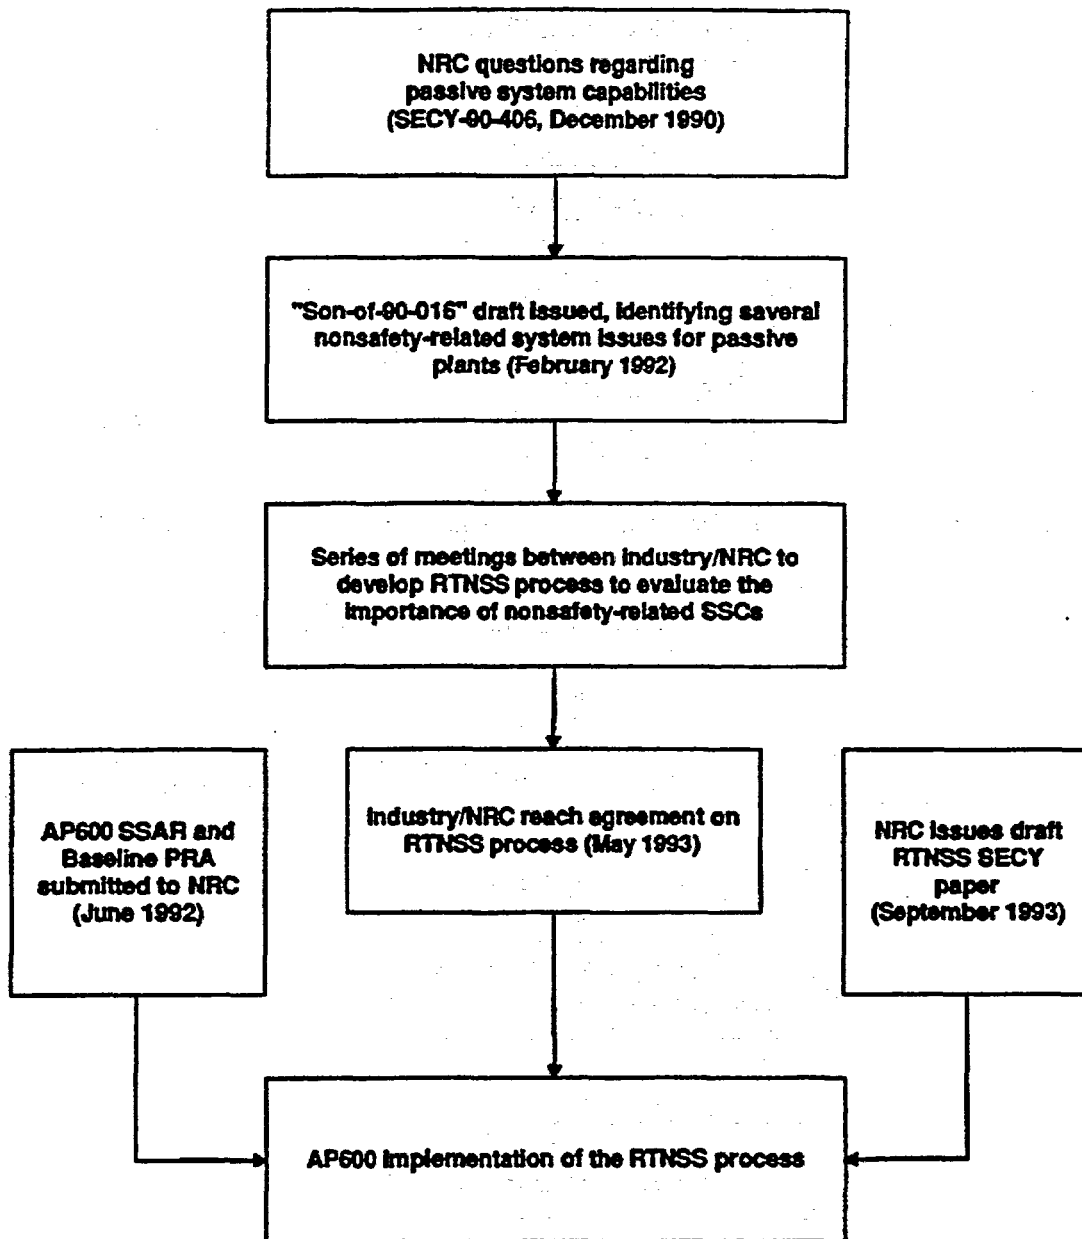 NRC questions regarding
passive system capabilities
(SECY-90-406, December 1990)
"Son-of-90-016" draft issued, identifying several
nonsafety-related system issues for passive
plants (February 1992)
Series of meetings between industry/NRC to
develop RTNSS process to evaluate the
importance of nonsafety-related SSCs
AP600 SSAR and
Baseline PRA
submitted to NRC
(June 1992)
Industry/NRC reach agreement on
RTNSS process (May 1993)
NRC issues draft
RTNSS SECY
paper
(September 1993)
AP600 implementation of the RTNSS process